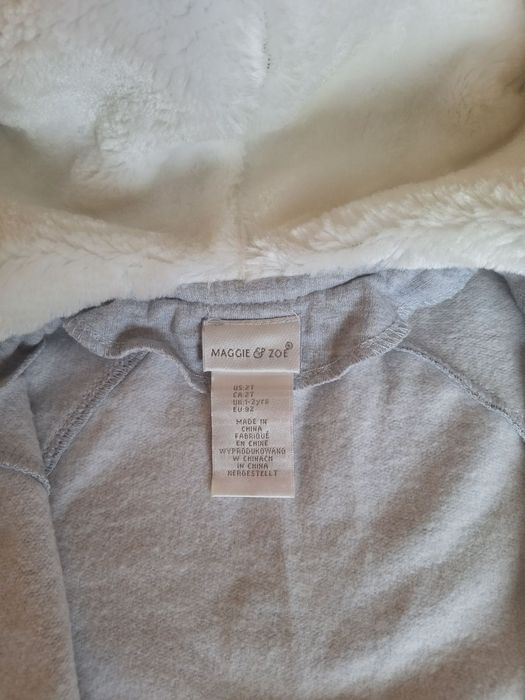 MAGGIE & ZOE®
US:2T
CA:2T
UK:1-2yrs
EU:92
MADE IN
CHINA
FABRIQUÉ
EN CHINE
WYPRODUKOWANO
W CHINACH
IN CHINA
HERGESTELLT